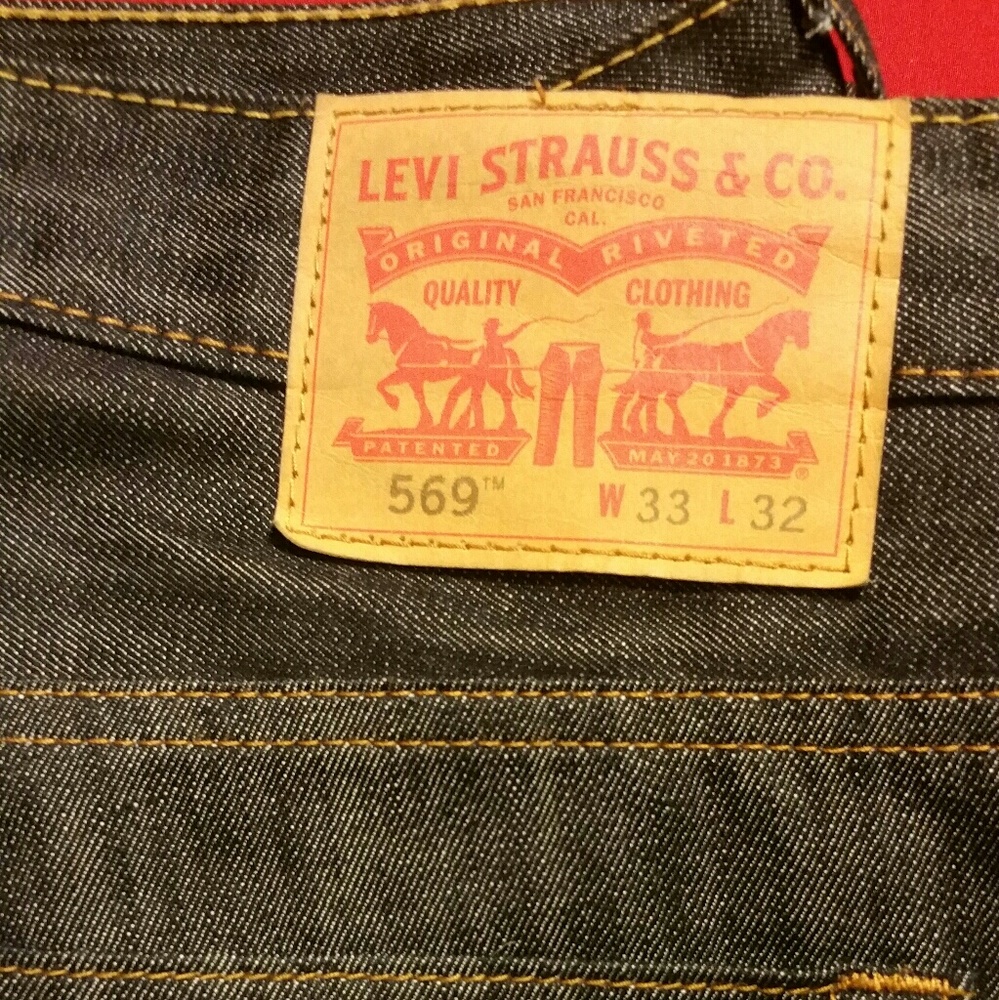 LEVI STRAUSS & CO.
SAN FRANCISCO
CAL.
ORIGINAL RIVETED
QUALITY CLOTHING
PATENTED MAY 20 1873 ®
569™ W 33 L 32